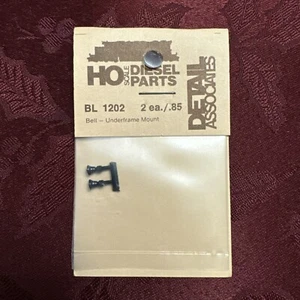 HO SCALE DIESEL PARTS
BL 1202 2 ea./.85
Bell — Underframe Mount
DETAIL ASSOCIATES